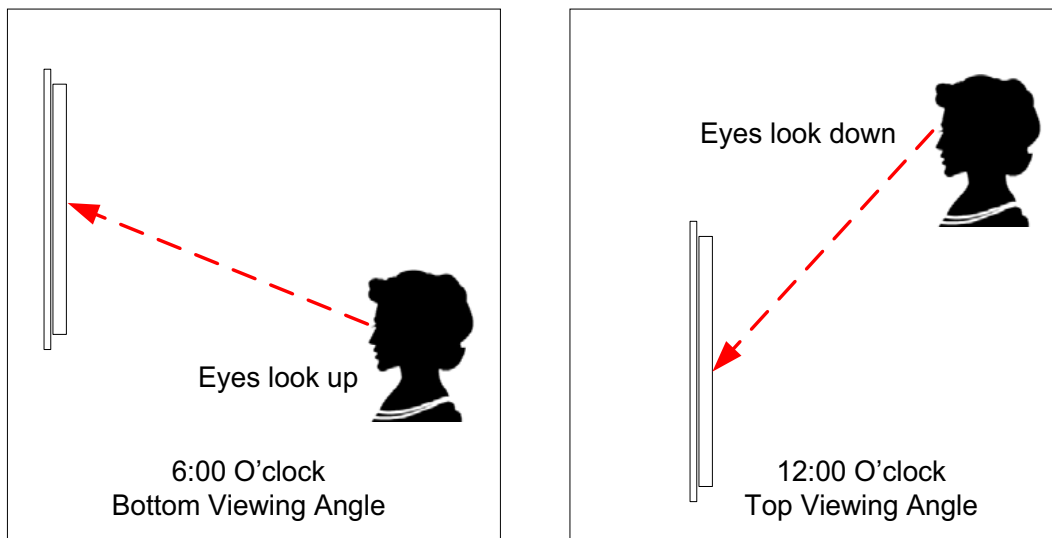 Eyes look up
6:00 O’clock
Bottom Viewing Angle
Eyes look down
12:00 O’clock
Top Viewing Angle